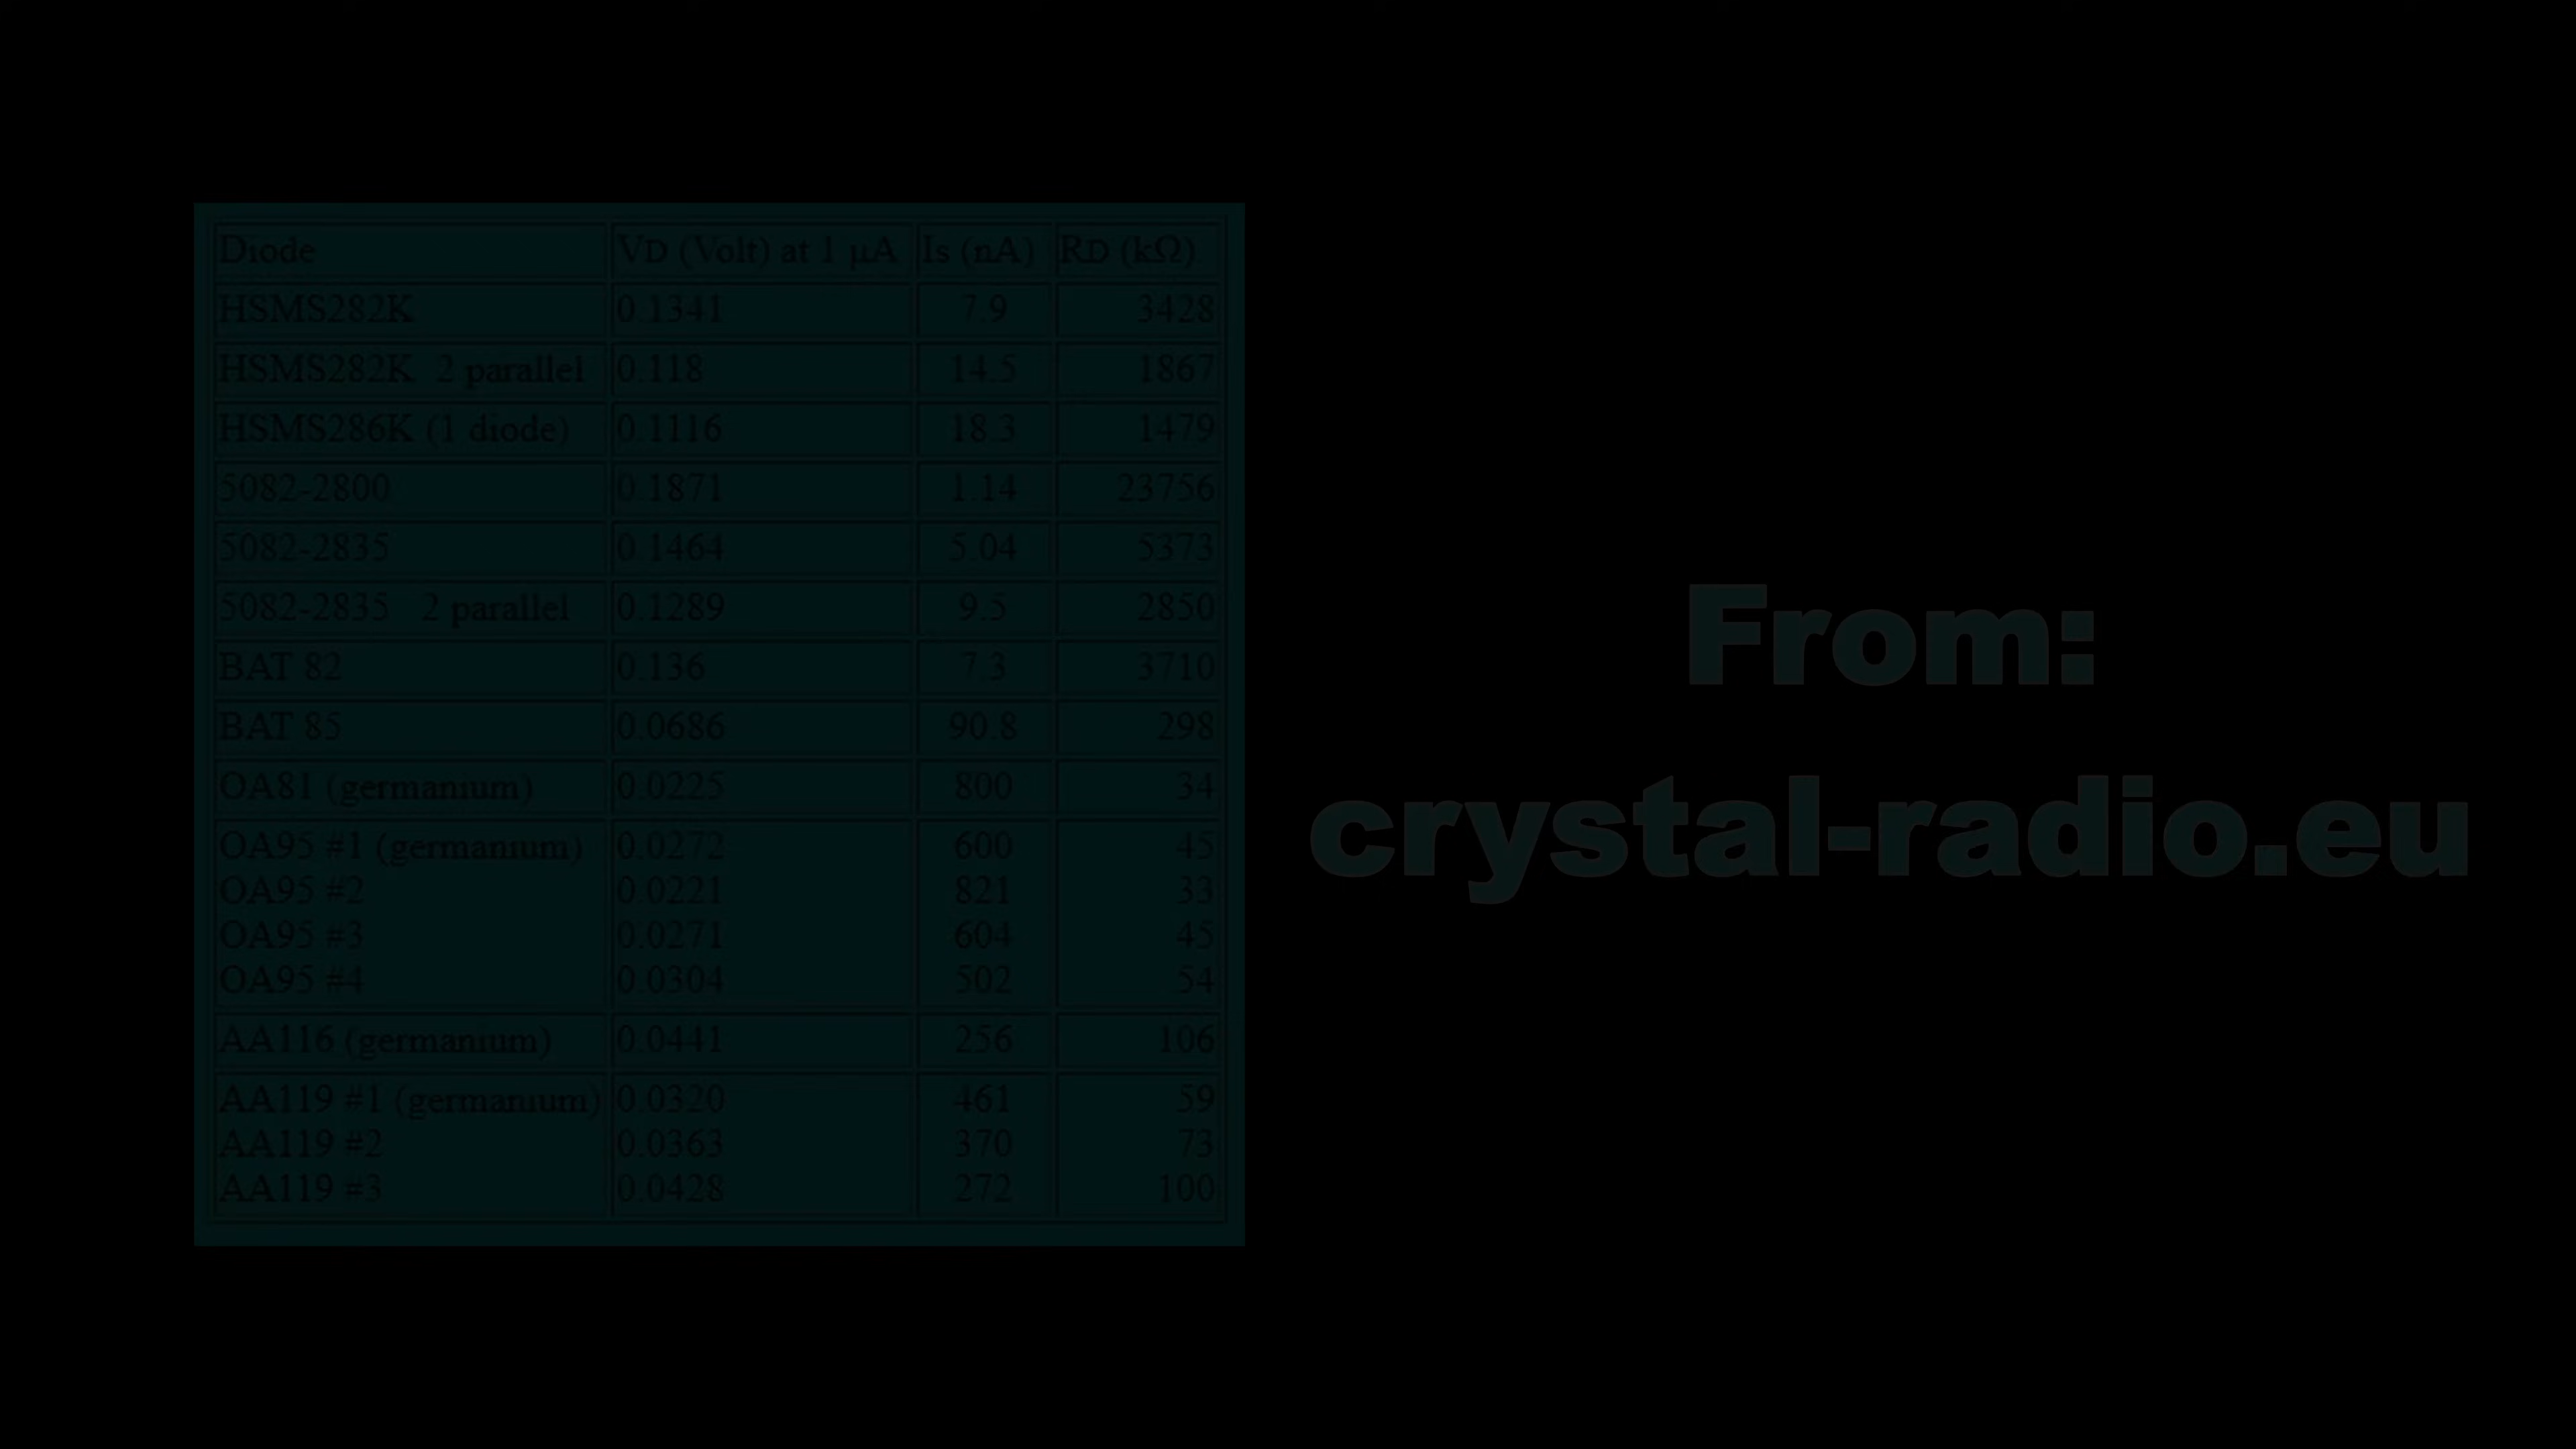 Diode VD (Volt) at 1 µA Is (nA) RD (kΩ)
HSMS282K 0.1341 7.9 3428
HSMS282K 2 parallel 0.118 14.5 1867
HSMS286K (1 diode) 0.1116 18.3 1479
5082-2800 0.1871 1.14 23756
5082-2835 0.1464 5.04 5373
5082-2835 2 parallel 0.1289 9.5 2850
BAT 82 0.136 7.3 3710
BAT 85 0.0686 90.8 298
OA81 (germanium) 0.0225 800 34
OA95 #1 (germanium) 0.0272 600 45
OA95 #2 0.0221 821 33
OA95 #3 0.0271 604 45
OA95 #4 0.0304 502 54
AA116 (germanium) 0.0441 256 106
AA119 #1 (germanium) 0.0320 461 59
AA119 #2 0.0363 370 73
AA119 #3 0.0428 272 100
From:
crystal-radio.eu